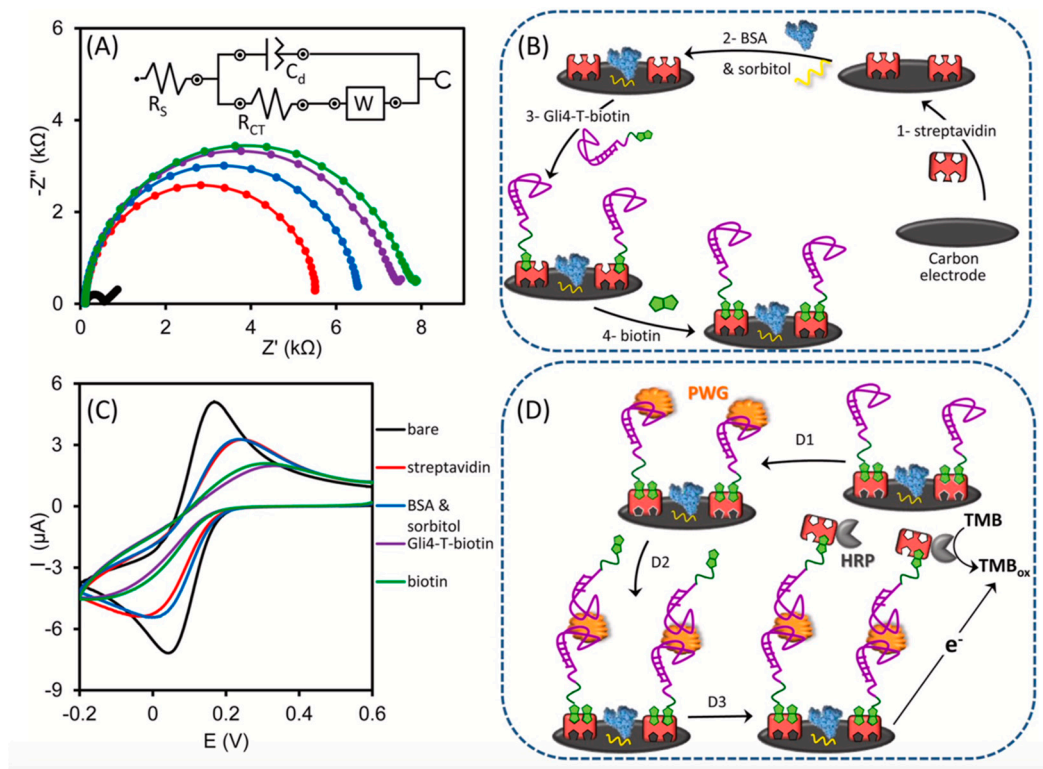 (A)
6
4
2
0
-Z'' (kΩ)
R_S
C_d
R_CT
W
C
0
2
4
6
8
Z' (kΩ)
(B)
2- BSA
& sorbitol
3- Gli4-T-biotin
1- streptavidin
Carbon
electrode
4- biotin
(C)
6
3
0
-3
-6
-9
I (µA)
bare
streptavidin
BSA &
sorbitol
Gli4-T-biotin
biotin
-0.2
0
0.2
0.4
0.6
E (V)
(D)
PWG
D1
D2
HRP
TMB
TMBox
e-
D3